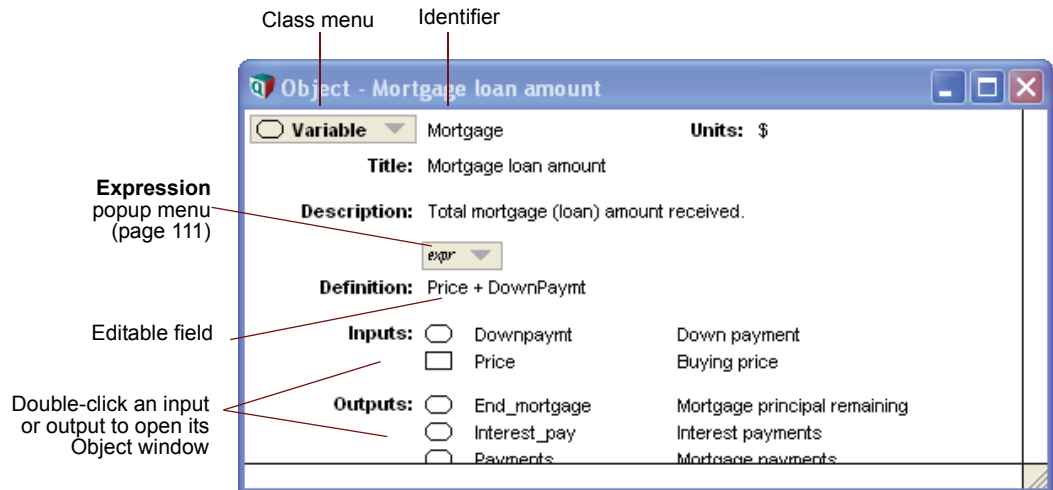 Class menu Identifier
Object - Mortgage loan amount
Variable Mortgage Units: $
Title: Mortgage loan amount
Expression
popup menu
(page 111)
Description: Total mortgage (loan) amount received.
expr
Definition: Price + DownPaymt
Editable field
Inputs: Downpaymt Down payment
Price Buying price
Double-click an input
or output to open its
Object window
Outputs: End_mortgage Mortgage principal remaining
Interest_pay Interest payments
Payments Mortgage payments